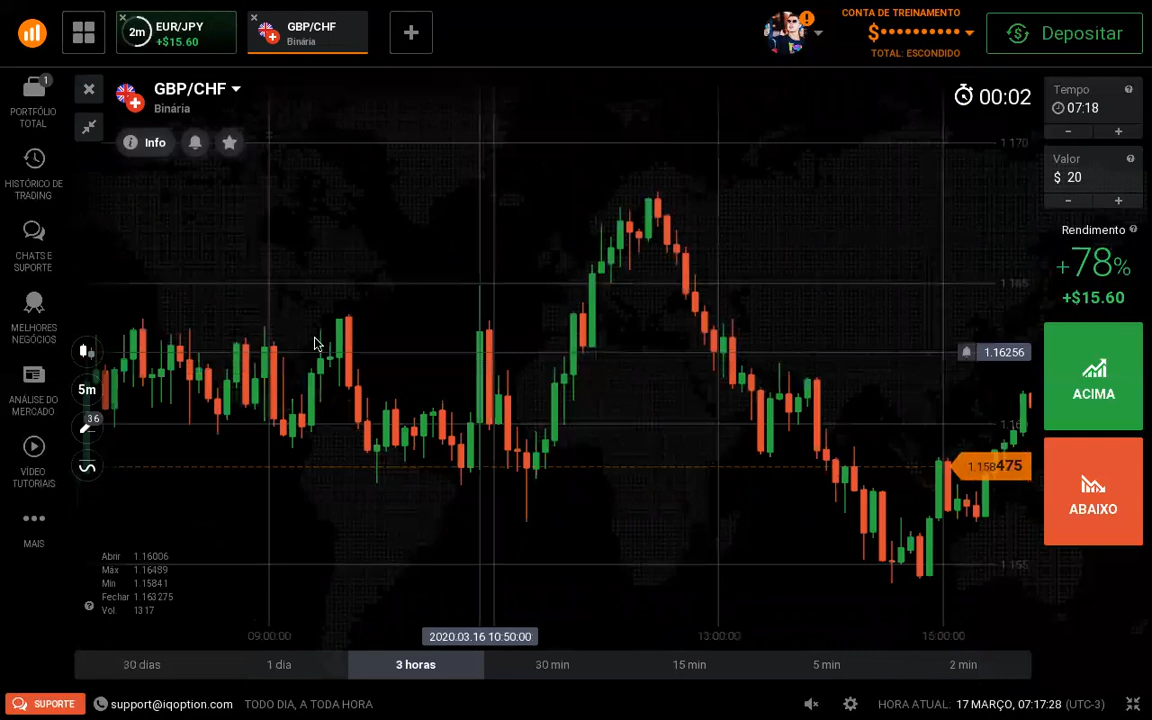 2m
EUR/JPY
+$15.60
GBP/CHF
Binária
CONTA DE TREINAMENTO
$••••••••••
TOTAL: ESCONDIDO
Depositar
1
PORTFÓLIO
TOTAL
HISTÓRICO DE
TRADING
CHATS E
SUPORTE
MELHORES
NEGÓCIOS
ANÁLISE DO
MERCADO
VÍDEO
TUTORIAIS
MAIS
GBP/CHF
Binária
Info
00:02
Tempo
07:18
- +
Valor
$ 20
- +
Rendimento
+78%
+$15.60
ACIMA
ABAIXO
1.170
1.165
1.16256
1.158475
1.155
5m
36
Abrir 1.16006
Máx 1.16489
Mín 1.15841
Fechar 1.163275
Vol 1317
09:00:00
2020.03.16 10:50:00
13:00:00
15:00:00
30 dias
1 dia
3 horas
30 min
15 min
5 min
2 min
SUPORTE
support@iqoption.com
TODO DIA, A TODA HORA
HORA ATUAL: 17 MARÇO, 07:17:28 (UTC-3)